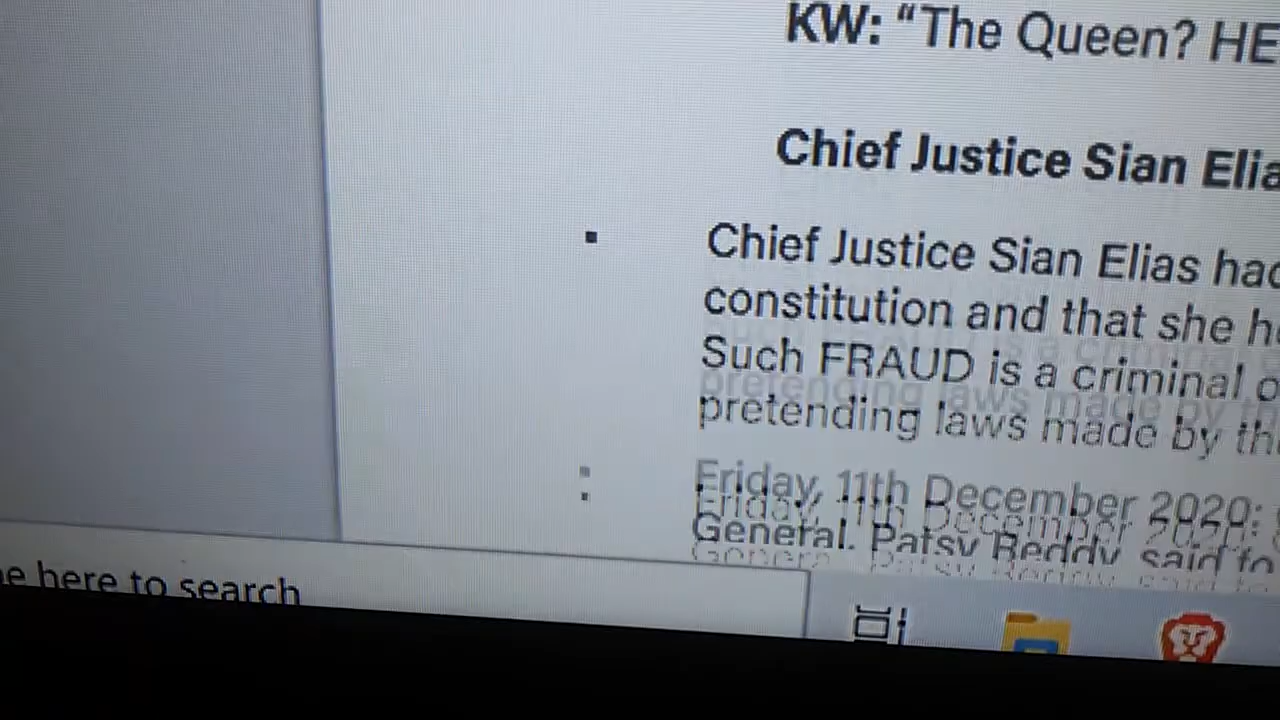 KW: “The Queen? HE
Chief Justice Sian Elia
Chief Justice Sian Elias had
constitution and that she h
Such FRAUD is a criminal o
pretending laws made by th
Friday, 11th December 2020:
General. Patsy Reddy said to
e here to search